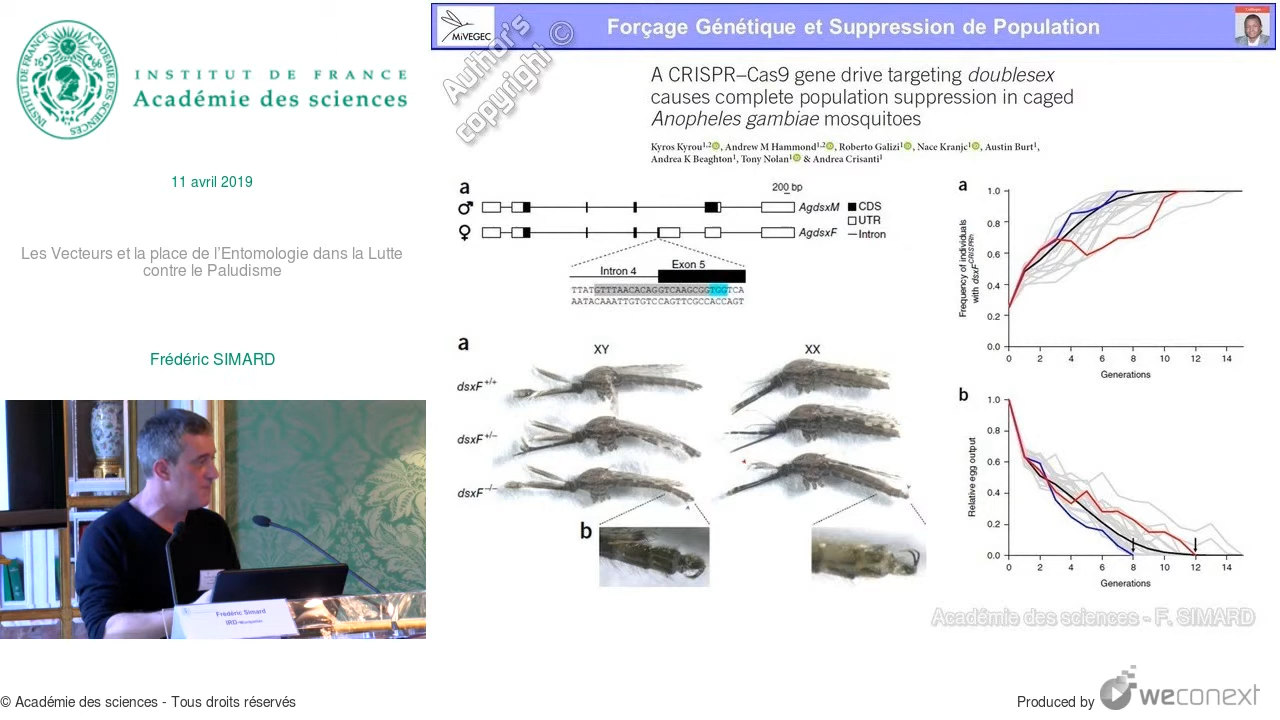 INSTITUT DE FRANCE
Académie des sciences
11 avril 2019
Les Vecteurs et la place de l'Entomologie dans la Lutte
contre le Paludisme
Frédéric SIMARD
Frédéric Simard
IRD-Montpellier
© Académie des sciences - Tous droits réservés
MIVEGEC
Forçage Génétique et Suppression de Population
Author's
copyright ©
A CRISPR–Cas9 gene drive targeting doublesex
causes complete population suppression in caged
Anopheles gambiae mosquitoes
Kyros Kyrou1,2, Andrew M Hammond1,2, Roberto Galizi1, Nace Kranjc1, Austin Burt1,
Andrea K Beaghton1, Tony Nolan1 & Andrea Crisanti1
a
200 bp
♂ AgdsxM
♀ AgdsxF
CDS
UTR
Intron
Intron 4
Exon 5
TTATGTTTAACACAGGTCAAGCGGTGGTCA
AATACAAATTGTGTCCAGTTCGCCACCAGT
a
XY
XX
dsxF+/+
dsxF+/−
dsxF−/−
b
a
Frequency of individuals
with dsxFCRISPRh
1.0
0.8
0.6
0.4
0.2
0.0
0 2 4 6 8 10 12 14
Generations
b
Relative egg output
1.0
0.8
0.6
0.4
0.2
0.0
0 2 4 6 8 10 12 14
Generations
Académie des sciences - F. SIMARD
Produced by weconext